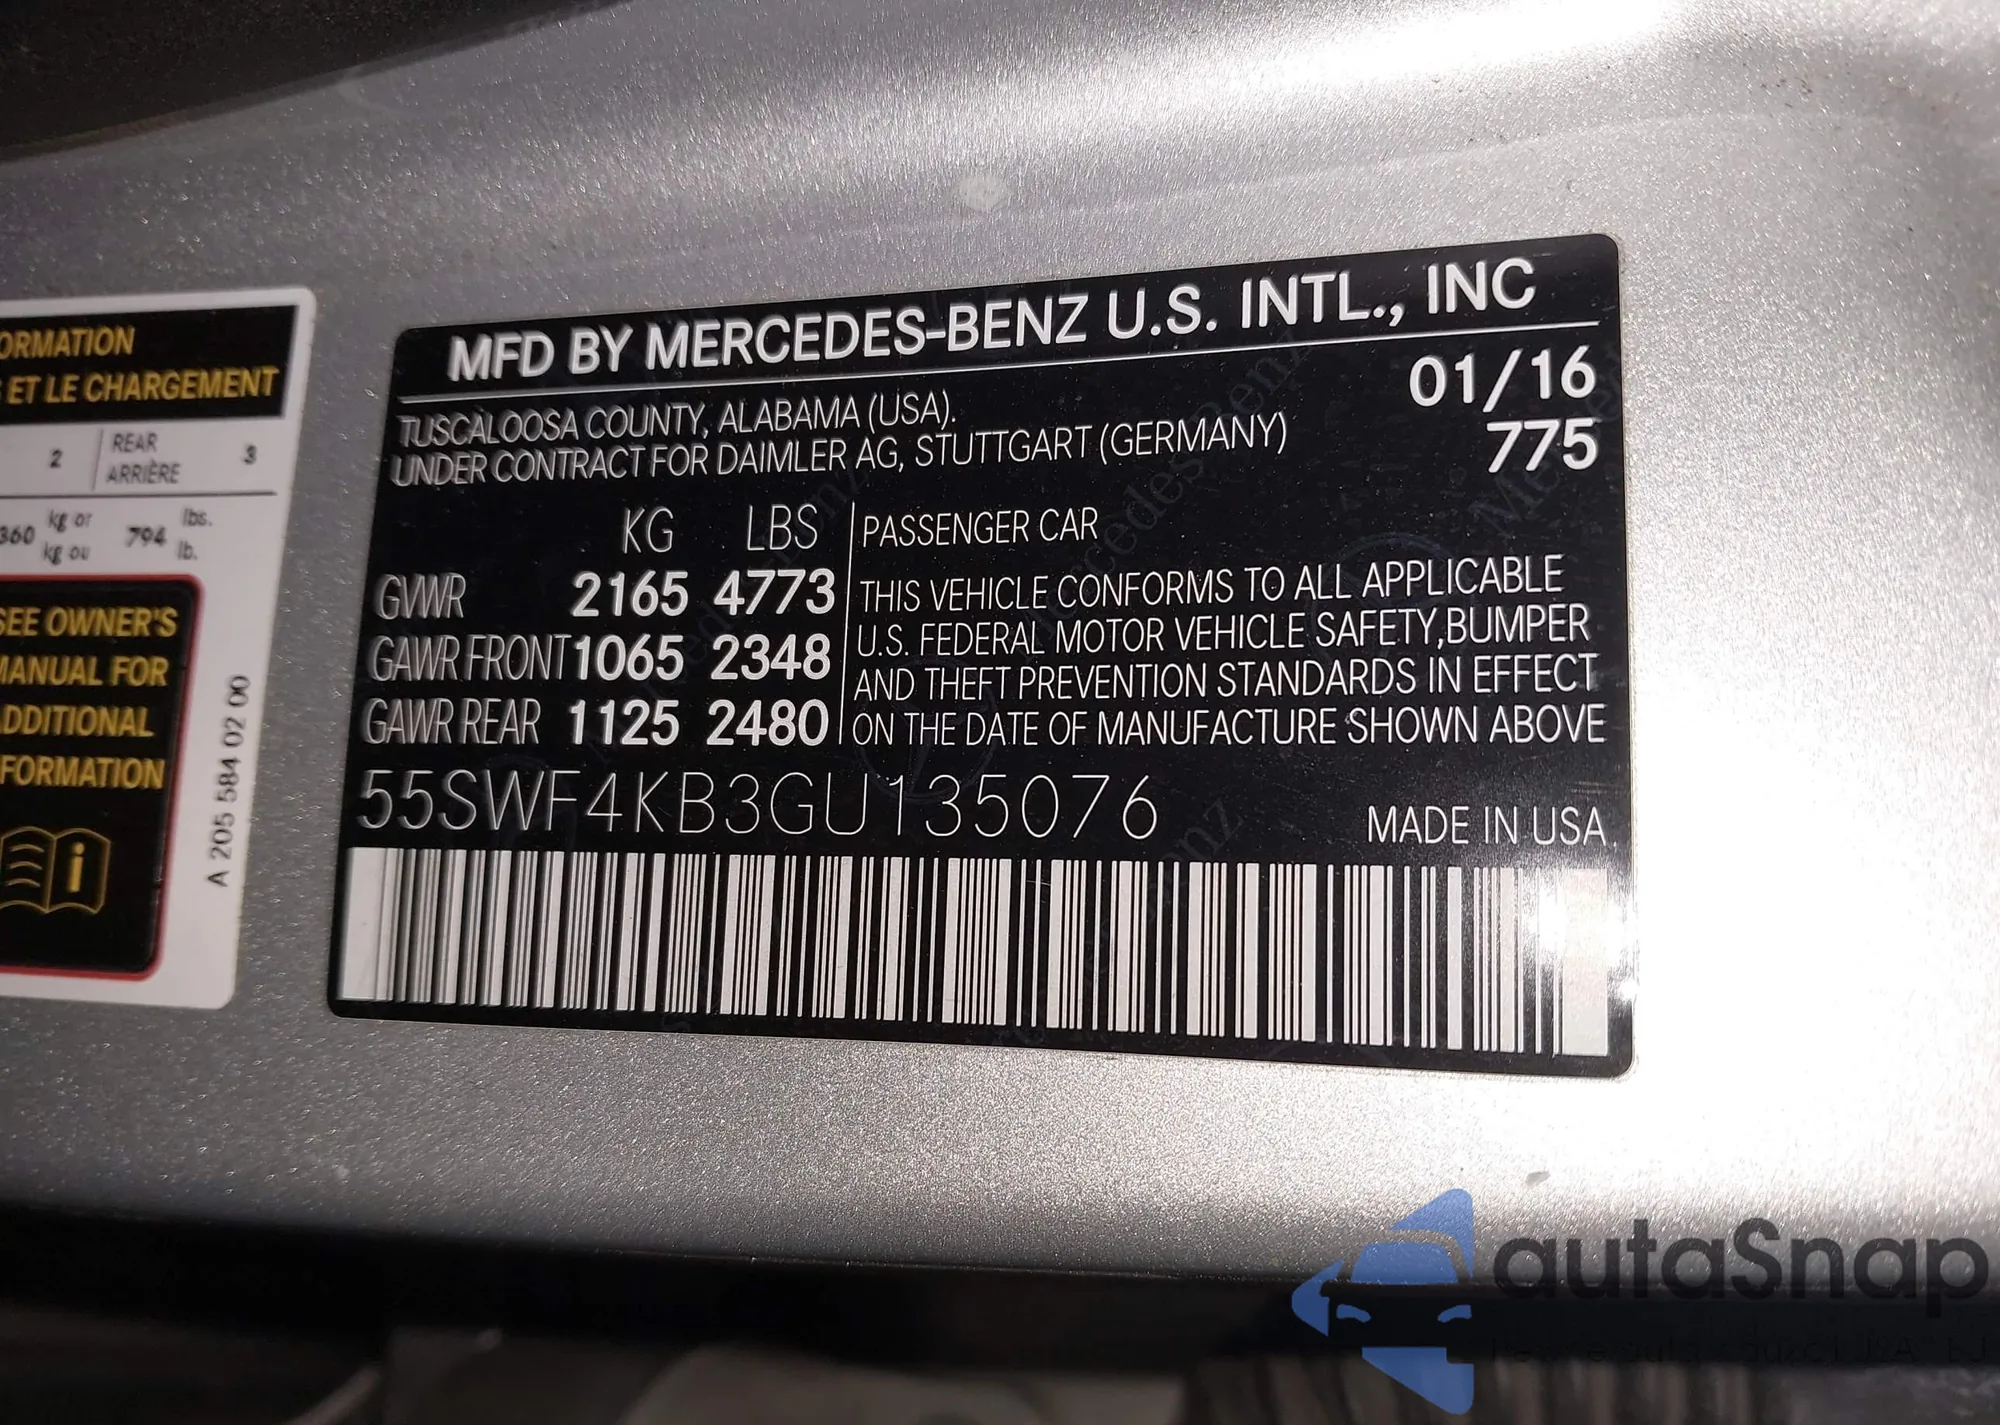 ORMATION
ET LE CHARGEMENT
2 REAR ARRIÈRE 3
360 kg or kg ou 794 lbs. lb.
SEE OWNER'S
MANUAL FOR
ADDITIONAL
FORMATION
i
A 205 584 02 00
MFD BY MERCEDES-BENZ U.S. INTL., INC
01/16
TUSCALOOSA COUNTY, ALABAMA (USA).
UNDER CONTRACT FOR DAIMLER AG, STUTTGART (GERMANY)
775
KG LBS
GVWR 2165 4773
GAWR FRONT 1065 2348
GAWR REAR 1125 2480
PASSENGER CAR
THIS VEHICLE CONFORMS TO ALL APPLICABLE
U.S. FEDERAL MOTOR VEHICLE SAFETY,BUMPER
AND THEFT PREVENTION STANDARDS IN EFFECT
ON THE DATE OF MANUFACTURE SHOWN ABOVE
55SWF4KB3GU135076
MADE IN USA.
autaSnap